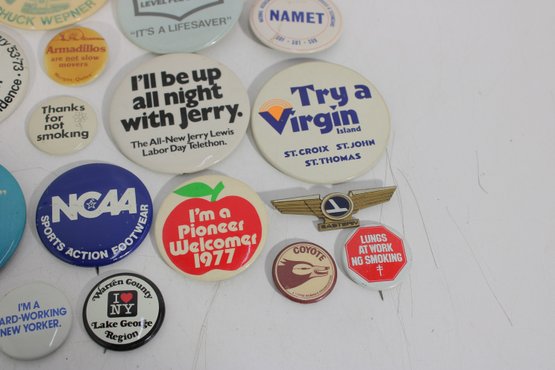 CHUCK WEPNER
"IT'S A LIFESAVER"
NAMET
Armadillos
are not slow
movers
53-73
Thanks
for not
smoking
I'll be up
all night
with Jerry.
The All-New Jerry Lewis
Labor Day Telethon.
Try a
Virgin
Island
ST. CROIX ST. JOHN
ST. THOMAS
NCAA
SPORTS ACTION FOOTWEAR
I'm a
Pioneer
Welcomer
1977
EASTERN
COYOTE
LUNGS
AT WORK
NO SMOKING
I'M A
HARD-WORKING
NEW YORKER.
Warren County
I NY
Lake George
Region